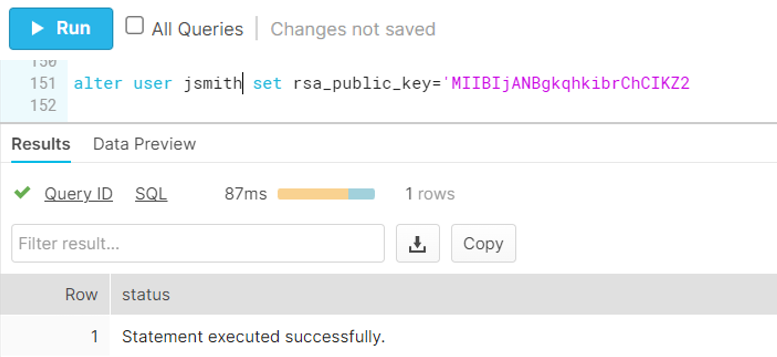 Run All Queries Changes not saved
150
151 alter user jsmith set rsa_public_key='MIIBIjANBgkqhkibrChCIKZ2
152
Results Data Preview
Query ID SQL 87ms 1 rows
Filter result... Copy
Row status
1 Statement executed successfully.